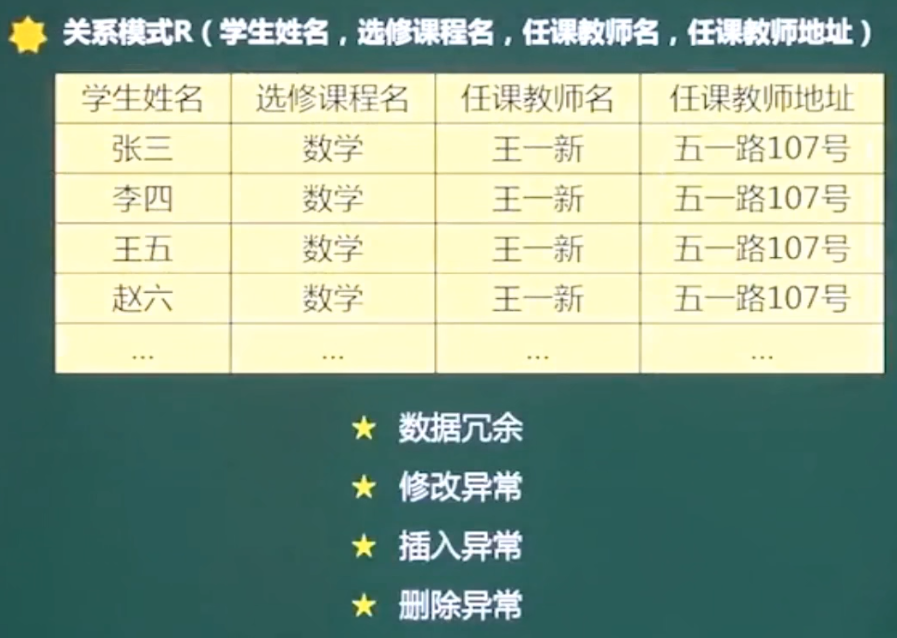 关系模式R（学生姓名，选修课程名，任课教师名，任课教师地址）
学生姓名 选修课程名 任课教师名 任课教师地址
张三 数学 王一新 五一路107号
李四 数学 王一新 五一路107号
王五 数学 王一新 五一路107号
赵六 数学 王一新 五一路107号
... ... ... ...
数据冗余
修改异常
插入异常
删除异常